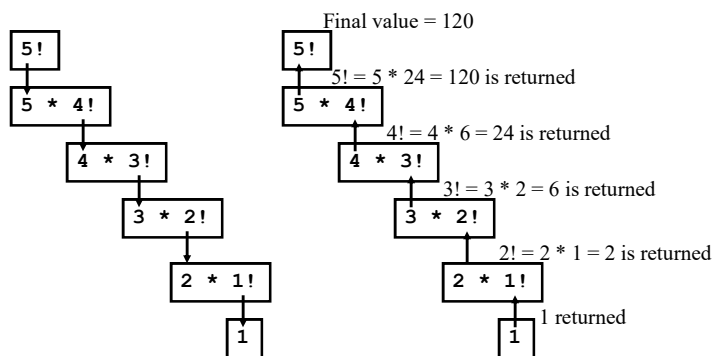 Final value = 120
5!
5!
5! = 5 * 24 = 120 is returned
5 * 4!
5 * 4!
4! = 4 * 6 = 24 is returned
4 * 3!
4 * 3!
3! = 3 * 2 = 6 is returned
3 * 2!
3 * 2!
2! = 2 * 1 = 2 is returned
2 * 1!
2 * 1!
1 returned
1
1